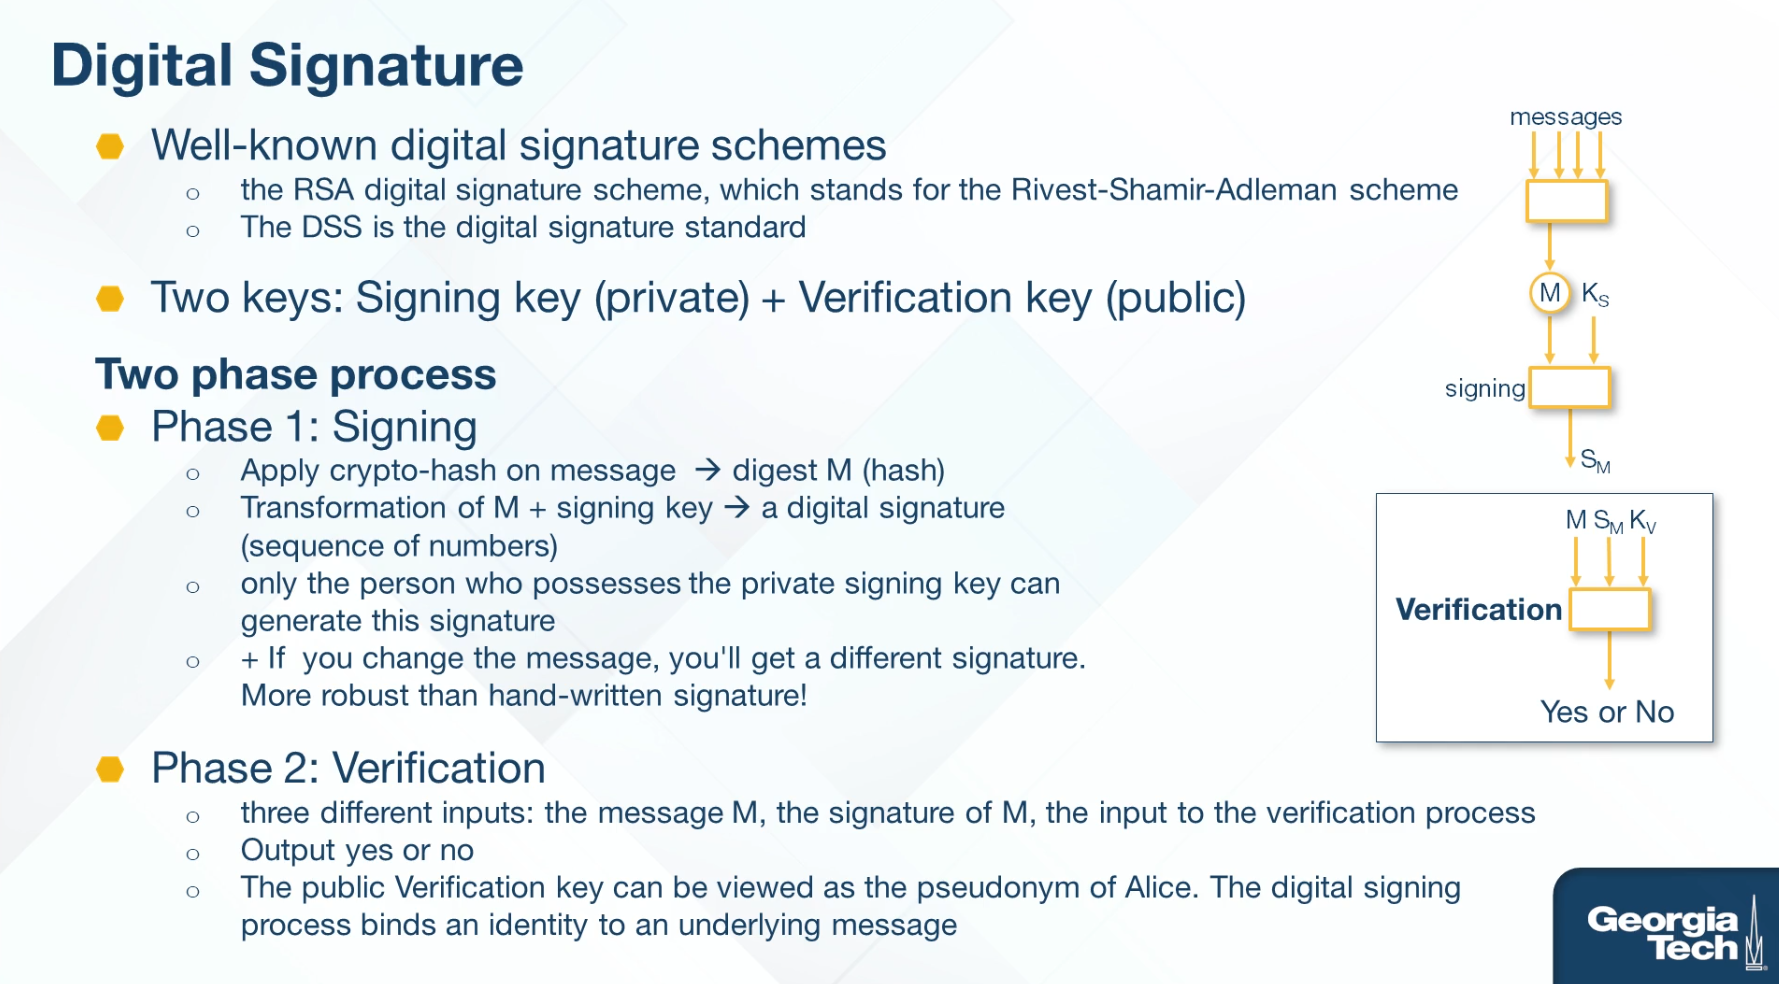 Digital Signature
Well-known digital signature schemes
the RSA digital signature scheme, which stands for the Rivest-Shamir-Adleman scheme
The DSS is the digital signature standard
Two keys: Signing key (private) + Verification key (public)
Two phase process
Phase 1: Signing
Apply crypto-hash on message → digest M (hash)
Transformation of M + signing key → a digital signature
(sequence of numbers)
only the person who possesses the private signing key can
generate this signature
+ If you change the message, you'll get a different signature.
More robust than hand-written signature!
Phase 2: Verification
three different inputs: the message M, the signature of M, the input to the verification process
Output yes or no
The public Verification key can be viewed as the pseudonym of Alice. The digital signing
process binds an identity to an underlying message
messages
M KS
signing
SM
M SM KV
Verification
Yes or No
Georgia
Tech